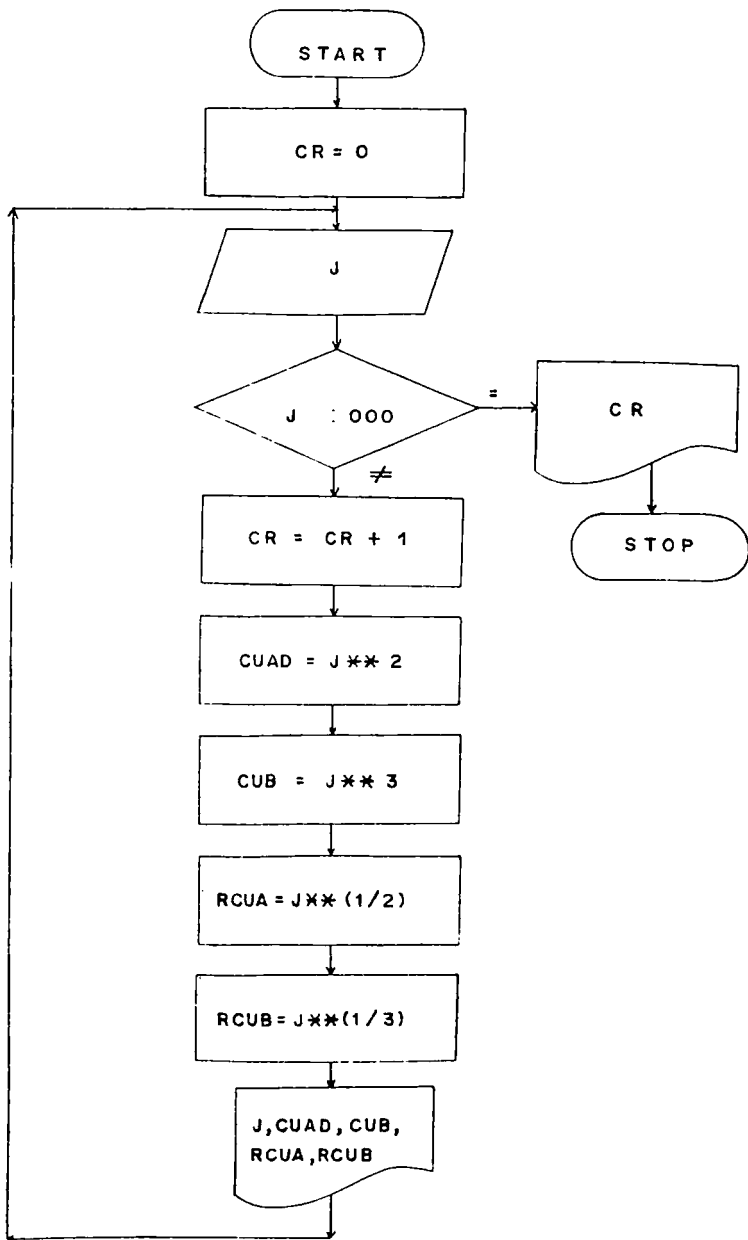 START
CR = 0
J
J : 000
=
CR
≠
STOP
CR = CR + 1
CUAD = J ** 2
CUB = J ** 3
RCUA = J ** (1/2)
RCUB = J ** (1/3)
J, CUAD, CUB,
RCUA, RCUB